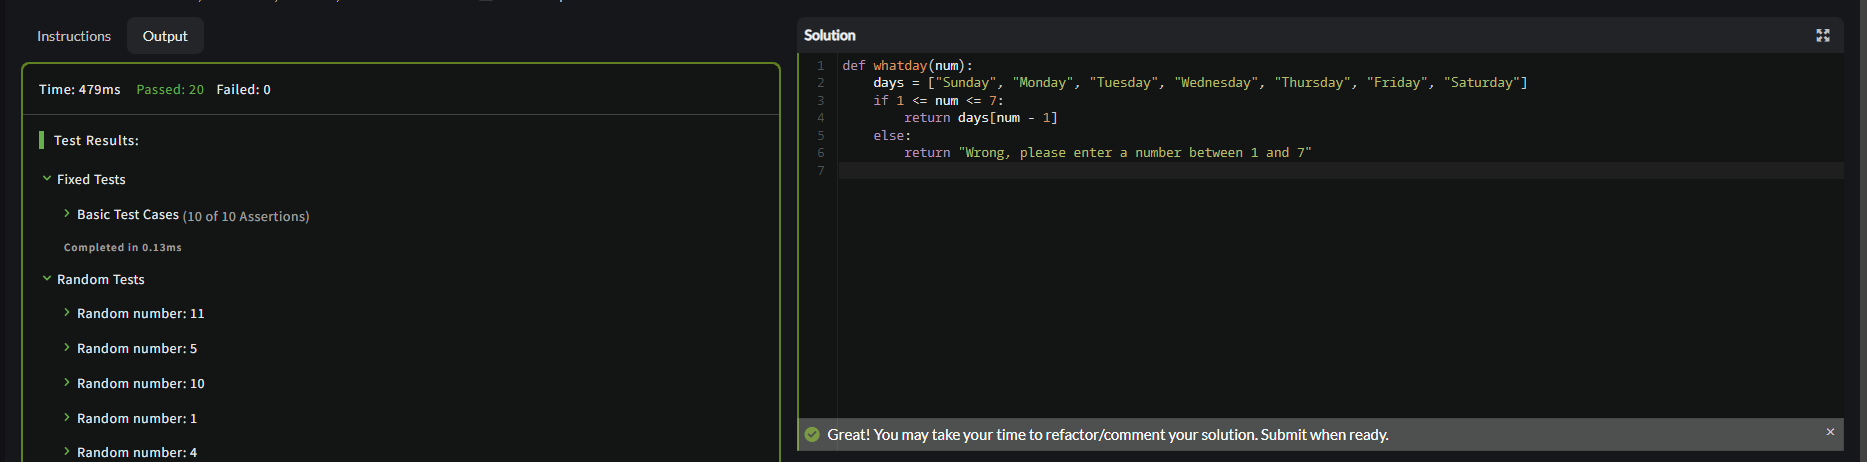 Instructions
Output
Time: 479ms Passed: 20 Failed: 0
Test Results:
Fixed Tests
Basic Test Cases (10 of 10 Assertions)
Completed in 0.13ms
Random Tests
Random number: 11
Random number: 5
Random number: 10
Random number: 1
Random number: 4
Solution
1 def whatday(num):
2     days = ["Sunday", "Monday", "Tuesday", "Wednesday", "Thursday", "Friday", "Saturday"]
3     if 1 <= num <= 7:
4         return days[num - 1]
5     else:
6         return "Wrong, please enter a number between 1 and 7"
7
Great! You may take your time to refactor/comment your solution. Submit when ready.